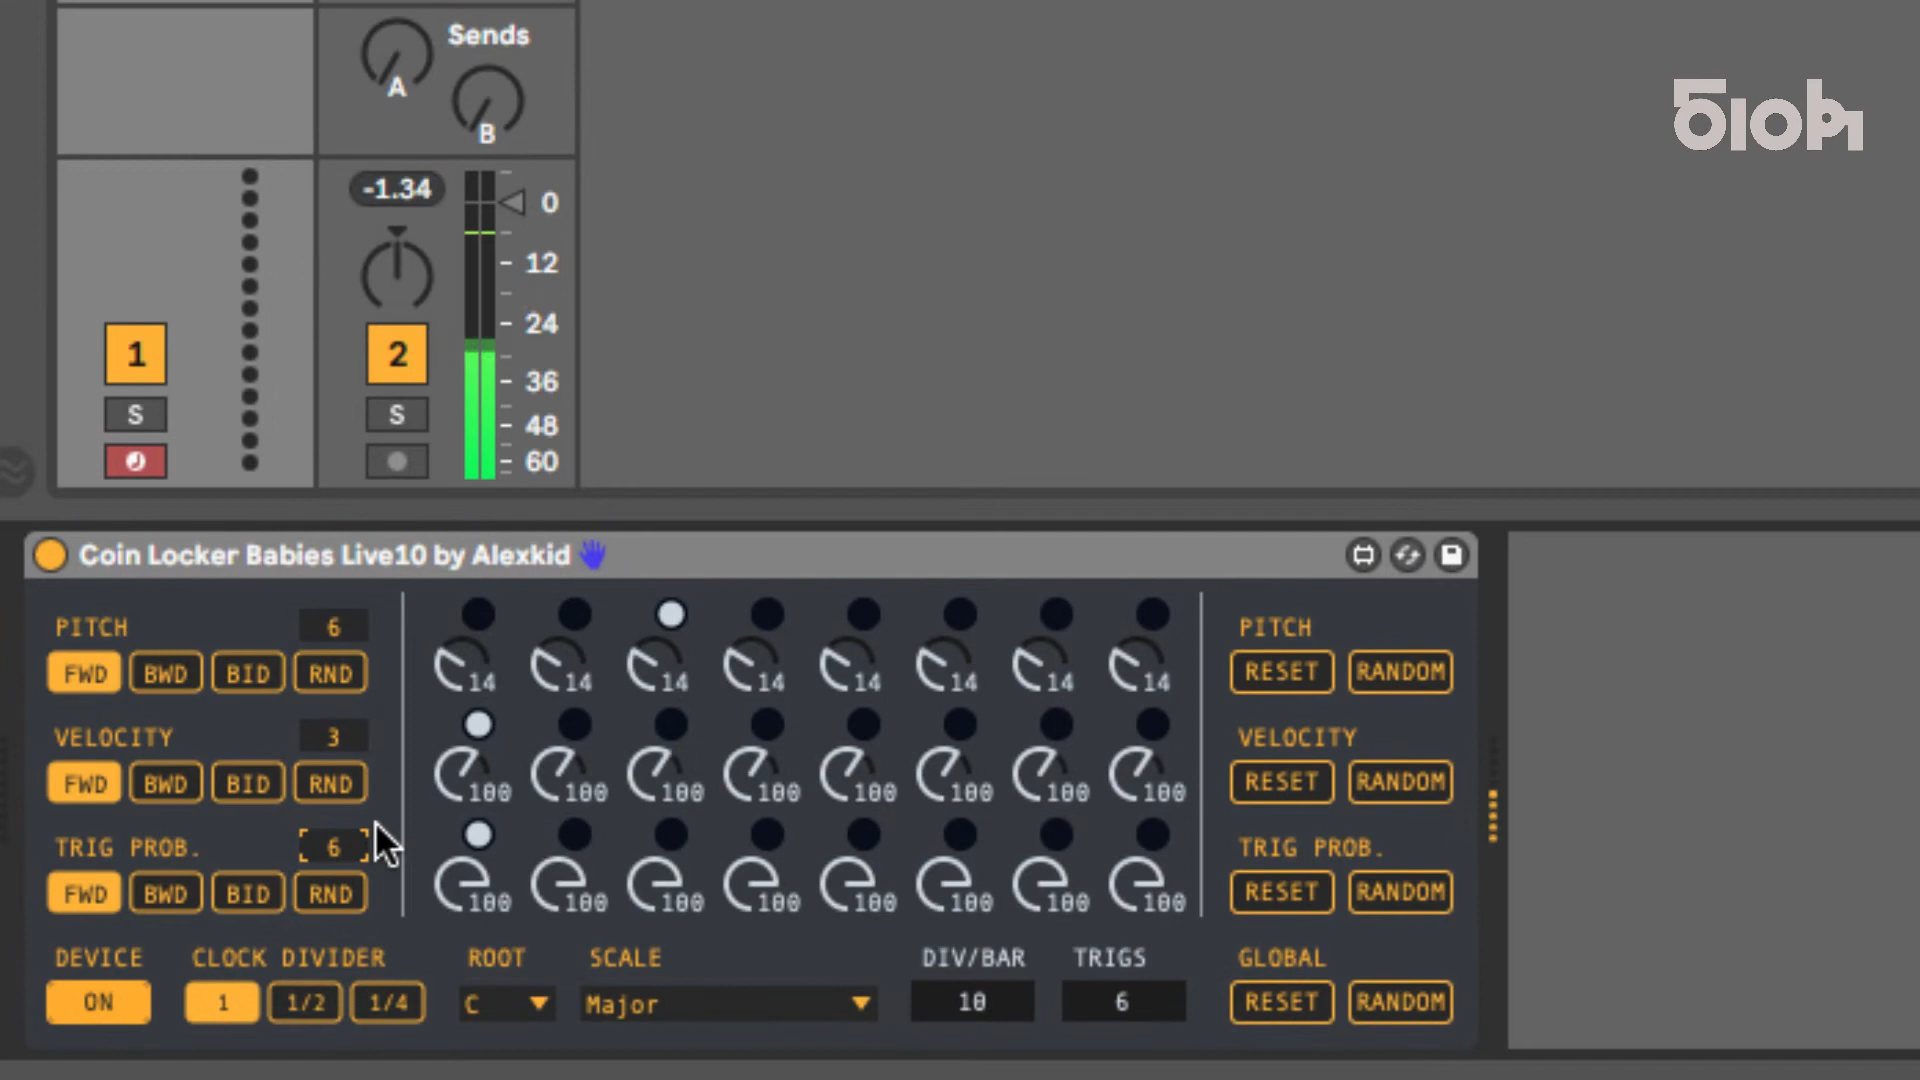 Sends
A
B
-1.34
0
12
24
36
48
60
1
2
S
S
Coin Locker Babies Live10 by Alexkid
PITCH 6
FWD BWD BID RND
14 14 14 14 14 14 14 14
PITCH
RESET RANDOM
VELOCITY 3
FWD BWD BID RND
100 100 100 100 100 100 100 100
VELOCITY
RESET RANDOM
TRIG PROB. 6
FWD BWD BID RND
100 100 100 100 100 100 100 100
TRIG PROB.
RESET RANDOM
DEVICE CLOCK DIVIDER ROOT SCALE DIV/BAR TRIGS GLOBAL
ON 1 1/2 1/4 C Major 10 6 RESET RANDOM